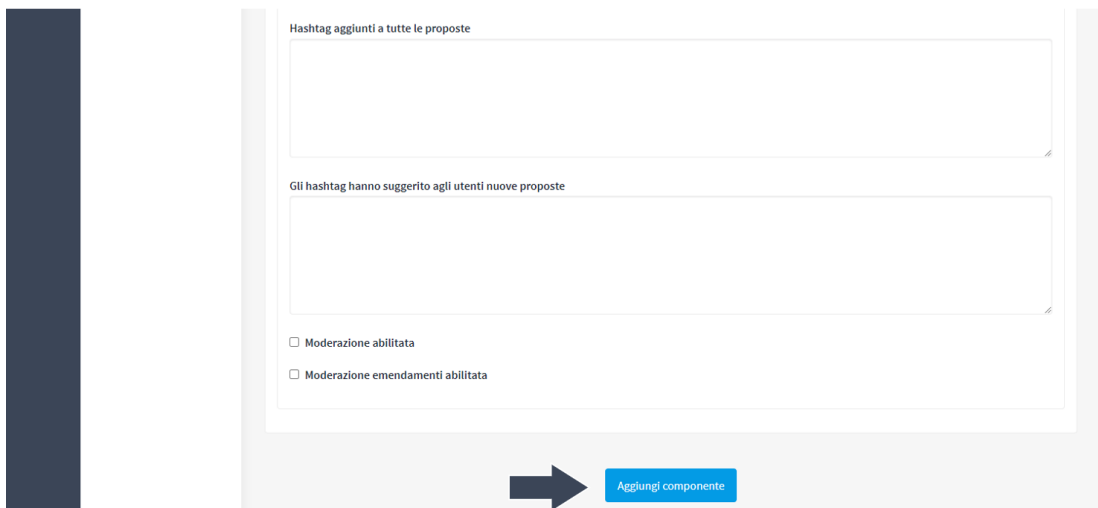 Hashtag aggiunti a tutte le proposte
Gli hashtag hanno suggerito agli utenti nuove proposte
Moderazione abilitata
Moderazione emendamenti abilitata
Aggiungi componente